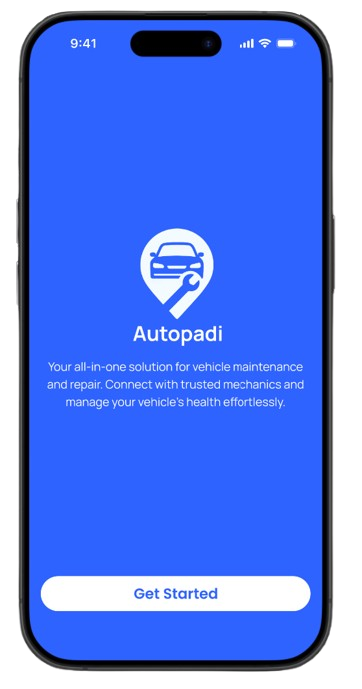 9:41
Autopadi
Your all-in-one solution for vehicle maintenance
and repair. Connect with trusted mechanics and
manage your vehicle's health effortlessly.
Get Started